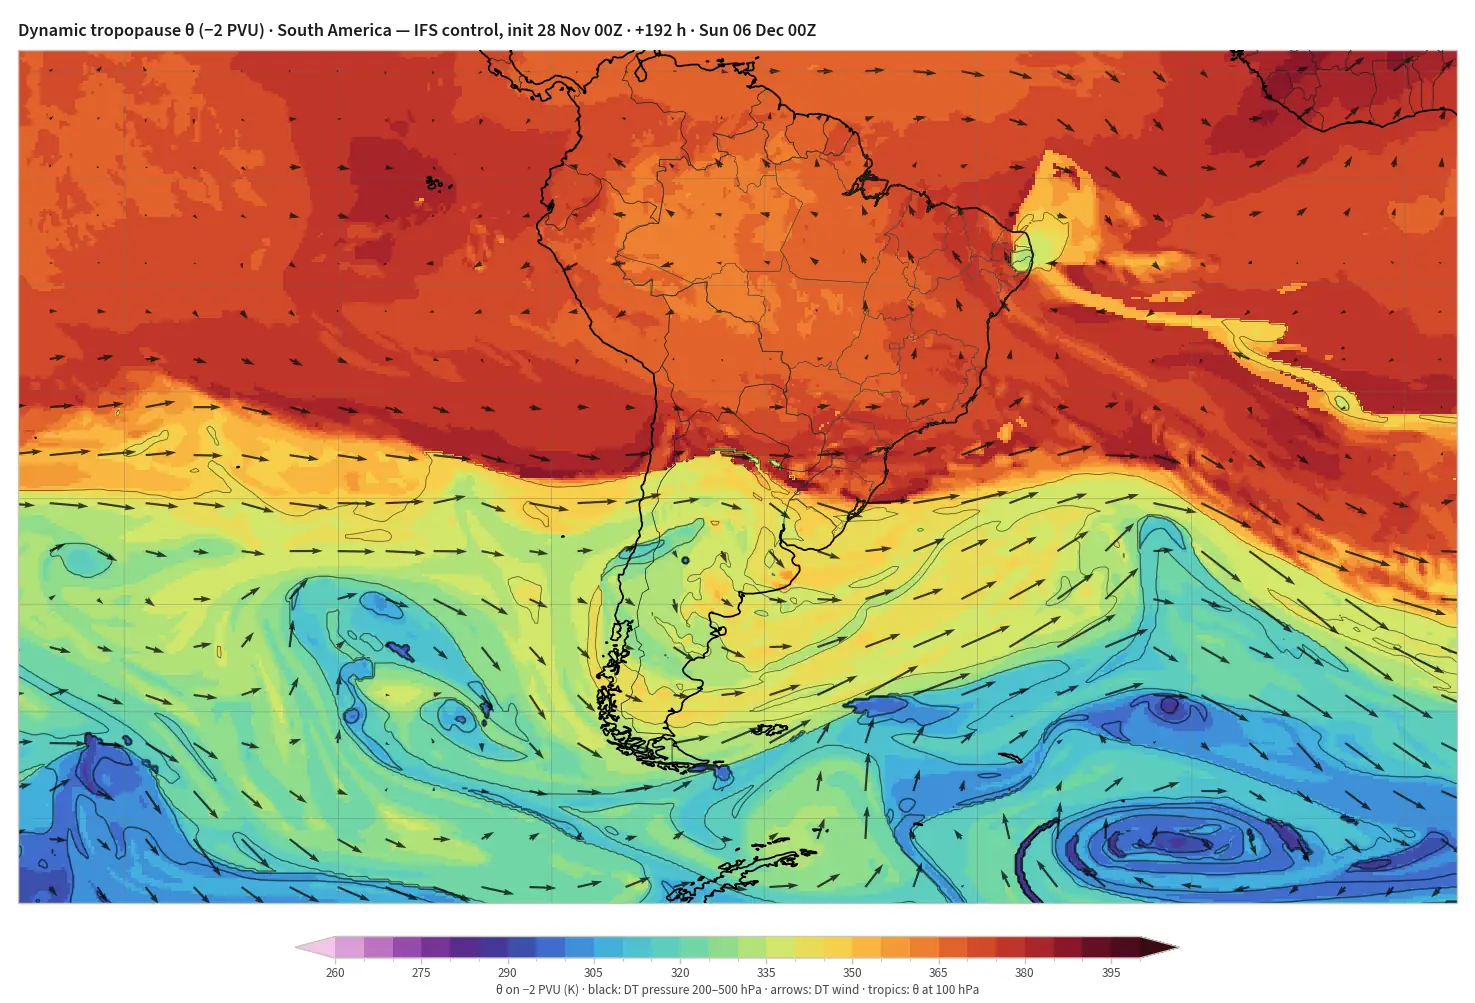 Dynamic tropopause θ (−2 PVU) · South America — IFS control, init 28 Nov 00Z · +192 h · Sun 06 Dec 00Z
260 275 290 305 320 335 350 365 380 395
θ on −2 PVU (K) · black: DT pressure 200–500 hPa · arrows: DT wind · tropics: θ at 100 hPa